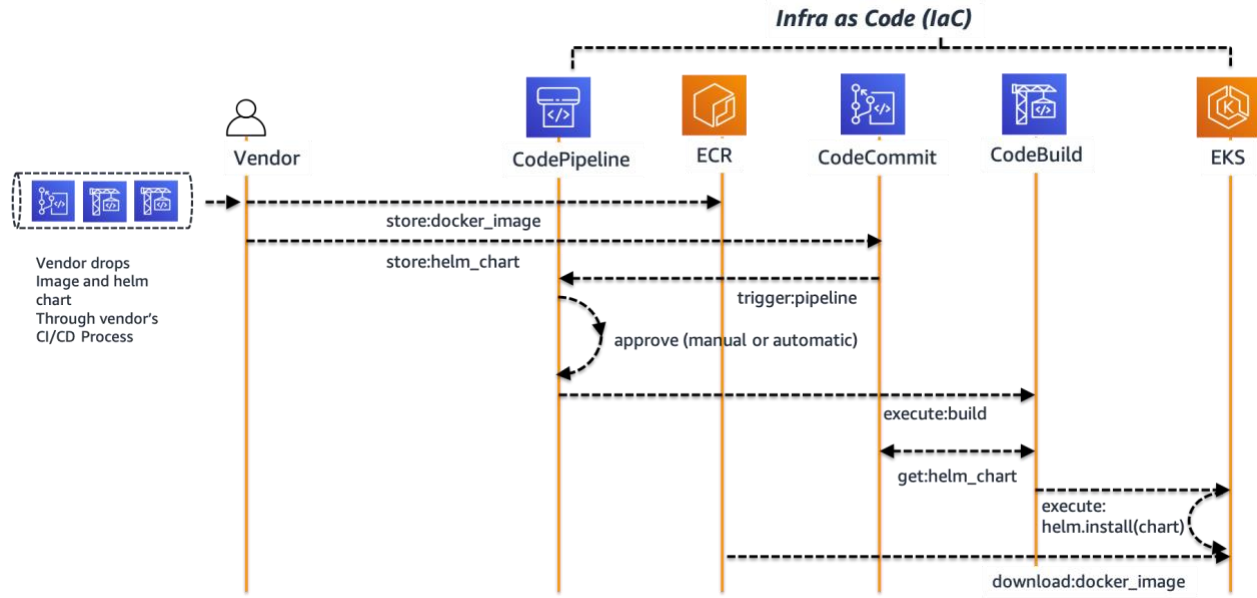 Infra as Code (IaC)
Vendor
CodePipeline
ECR
CodeCommit
CodeBuild
EKS
store:docker_image
store:helm_chart
Vendor drops
Image and helm
chart
Through vendor's
CI/CD Process
trigger:pipeline
approve (manual or automatic)
execute:build
get:helm_chart
execute:
helm.install(chart)
download:docker_image